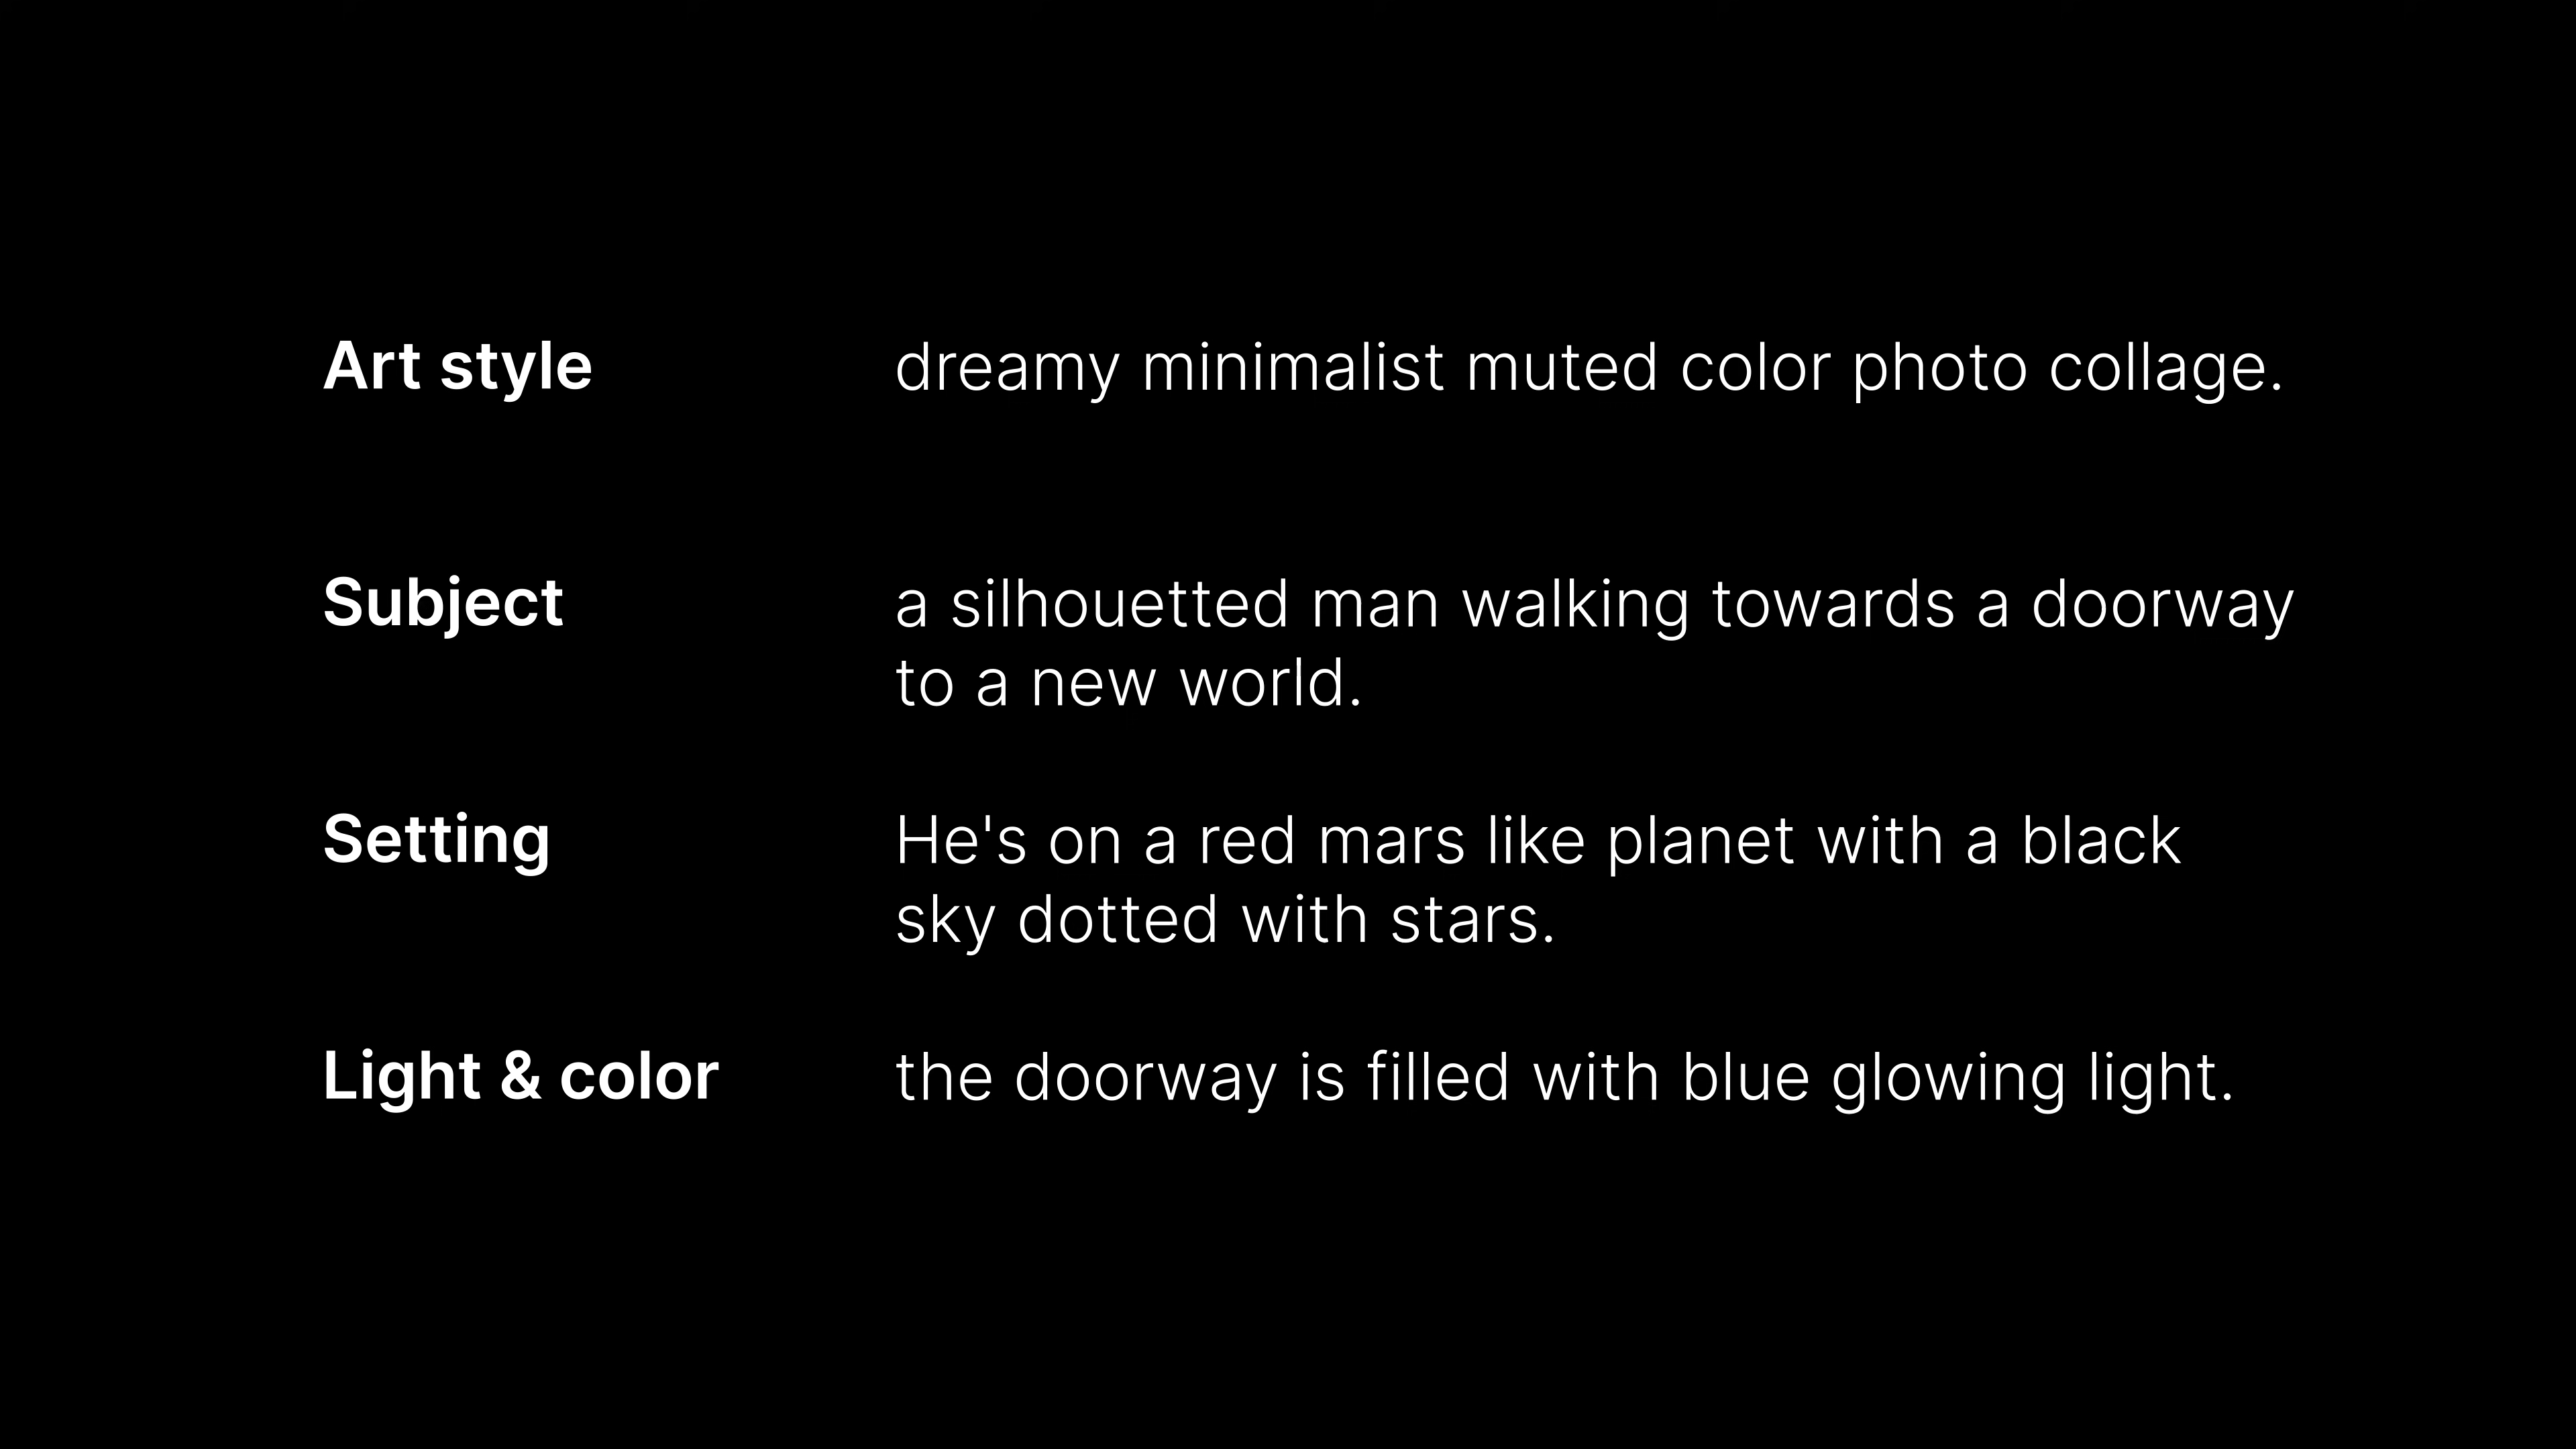 Art style dreamy minimalist muted color photo collage.
Subject a silhouetted man walking towards a doorway
to a new world.
Setting He's on a red mars like planet with a black
sky dotted with stars.
Light & color the doorway is filled with blue glowing light.